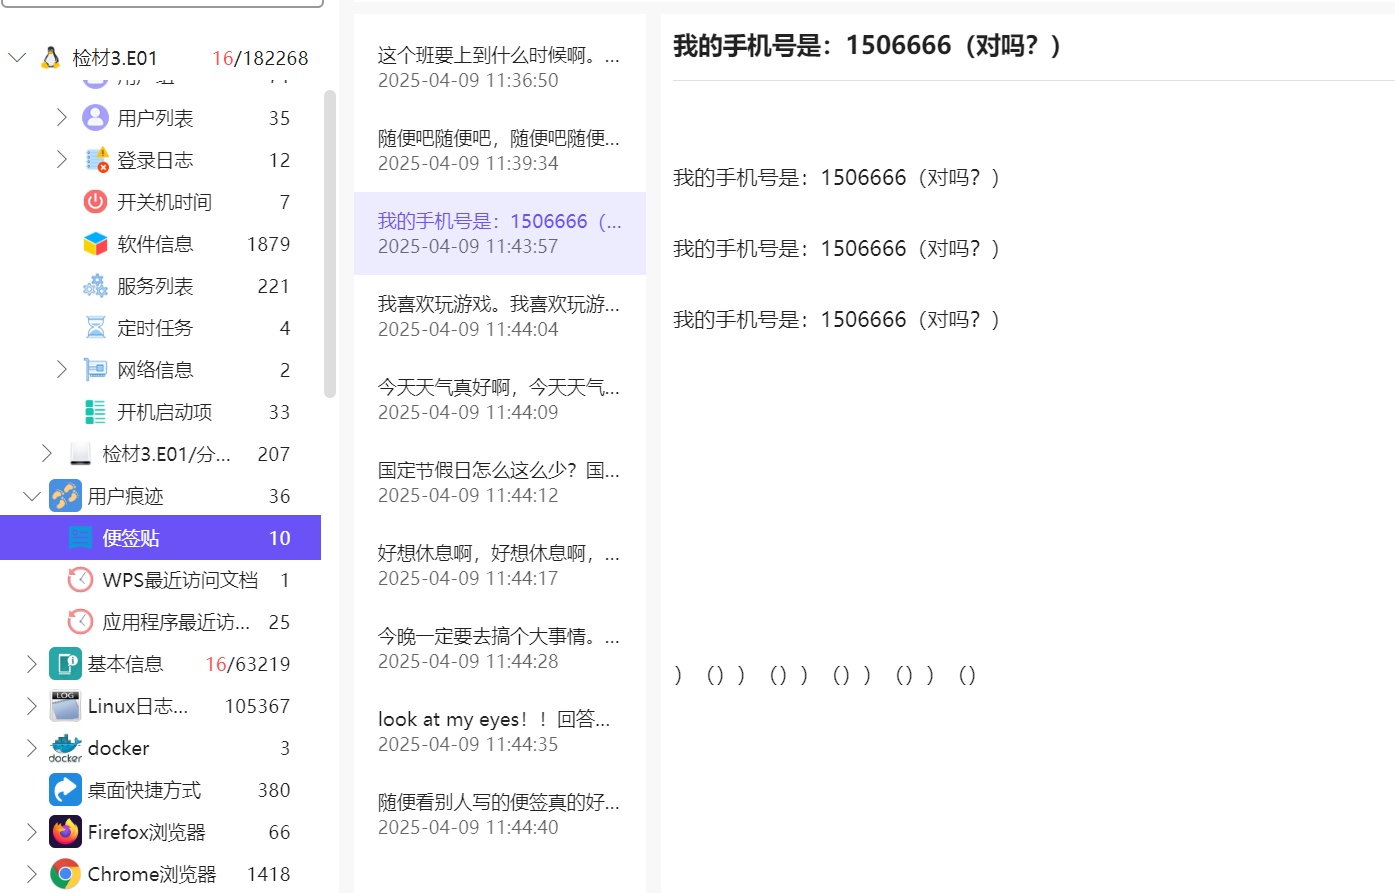 检材3.E01 16/182268
用户列表 35
登录日志 12
开关机时间 7
软件信息 1879
服务列表 221
定时任务 4
网络信息 2
开机启动项 33
检材3.E01/分... 207
用户痕迹 36
便签贴 10
WPS最近访问文档 1
应用程序最近访... 25
基本信息 16/63219
LOG
Linux日志... 105367
docker
docker 3
桌面快捷方式 380
Firefox浏览器 66
Chrome浏览器 1418
这个班要上到什么时候啊。...
2025-04-09 11:36:50
随便吧随便吧，随便吧随便...
2025-04-09 11:39:34
我的手机号是：1506666（...
2025-04-09 11:43:57
我喜欢玩游戏。我喜欢玩游...
2025-04-09 11:44:04
今天天气真好啊，今天天气...
2025-04-09 11:44:09
国定节假日怎么这么少？国...
2025-04-09 11:44:12
好想休息啊，好想休息啊，...
2025-04-09 11:44:17
今晚一定要去搞个大事情。...
2025-04-09 11:44:28
look at my eyes！！回答...
2025-04-09 11:44:35
随便看别人写的便签真的好...
2025-04-09 11:44:40
我的手机号是：1506666（对吗？）
我的手机号是：1506666（对吗？）
我的手机号是：1506666（对吗？）
我的手机号是：1506666（对吗？）
）（））（））（））（））（）